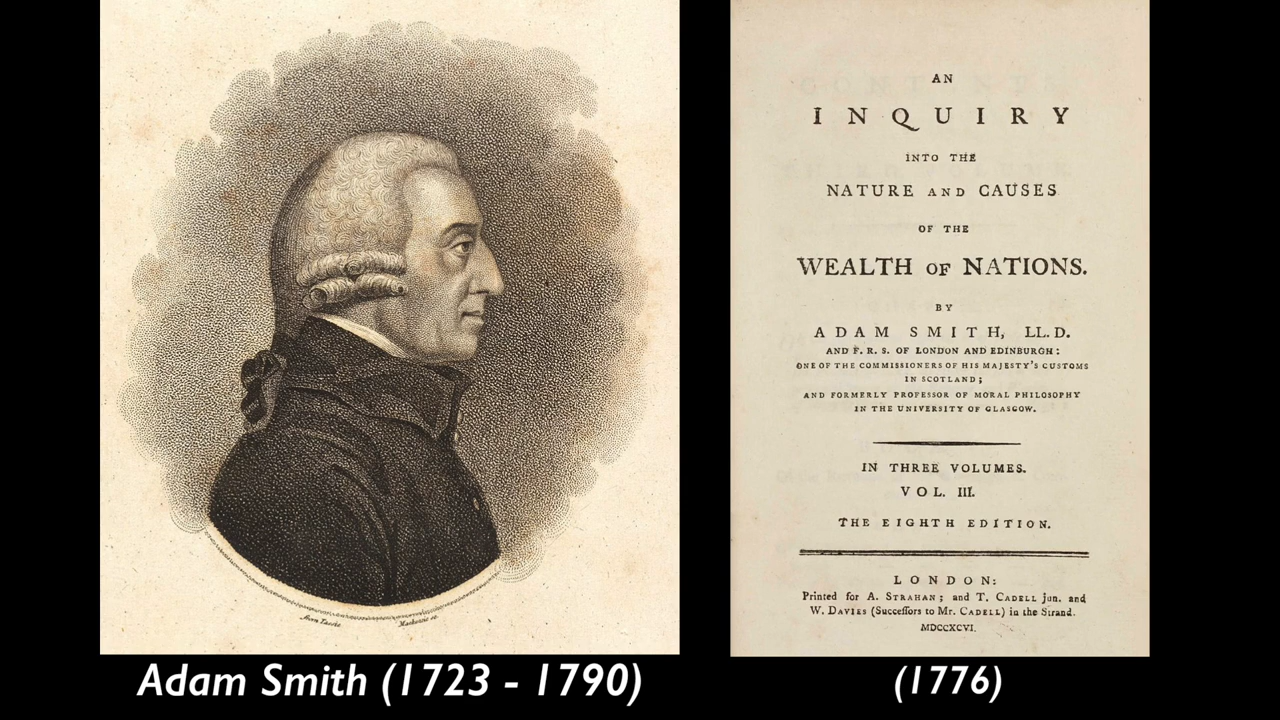 AN
INQUIRY
INTO THE
NATURE AND CAUSES
OF THE
WEALTH OF NATIONS.
BY
ADAM SMITH, LL.D.
AND F. R. S. OF LONDON AND EDINBURGH:
ONE OF THE COMMISSIONERS OF HIS MAJESTY'S CUSTOMS
IN SCOTLAND;
AND FORMERLY PROFESSOR OF MORAL PHILOSOPHY
IN THE UNIVERSITY OF GLASGOW.
IN THREE VOLUMES.
VOL. III.
THE EIGHTH EDITION.
LONDON:
Printed for A. STRAHAN; and T. CADELL jun. and
W. DAVIES (Succeſſors to Mr. CADELL) in the Strand.
MDCCXCVI.
Adam Smith (1723 - 1790)
(1776)